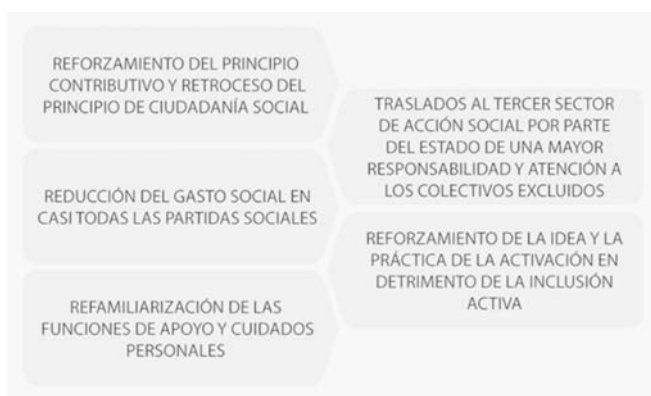 REFORZAMIENTO DEL PRINCIPIO
CONTRIBUTIVO Y RETROCESO DEL
PRINCIPIO DE CIUDADANÍA SOCIAL
REDUCCIÓN DEL GASTO SOCIAL EN
CASI TODAS LAS PARTIDAS SOCIALES
REFAMILIARIZACIÓN DE LAS
FUNCIONES DE APOYO Y CUIDADOS
PERSONALES
TRASLADOS AL TERCER SECTOR
DE ACCIÓN SOCIAL POR PARTE
DEL ESTADO DE UNA MAYOR
RESPONSABILIDAD Y ATENCIÓN A
LOS COLECTIVOS EXCLUIDOS
REFORZAMIENTO DE LA IDEA Y LA
PRÁCTICA DE LA ACTIVACIÓN EN
DETRIMENTO DE LA INCLUSIÓN
ACTIVA